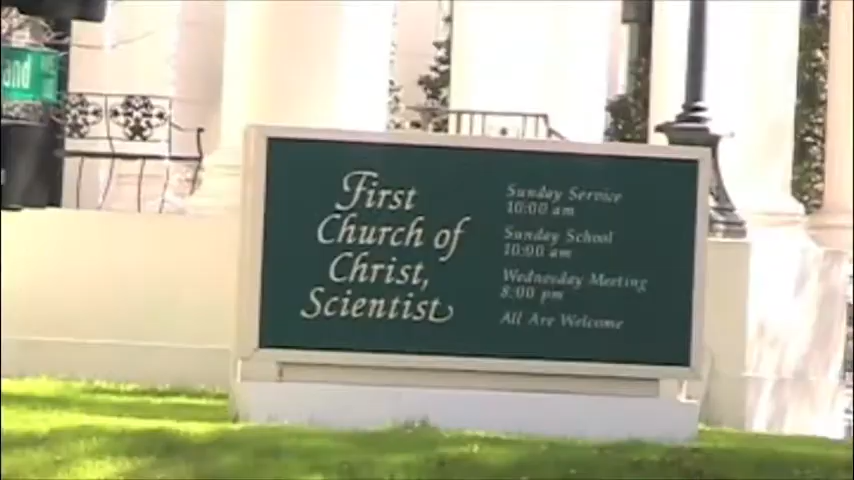 and
First
Church of
Christ,
Scientist
Sunday Service
10:00 am
Sunday School
10:00 am
Wednesday Meeting
8:00 pm
All Are Welcome